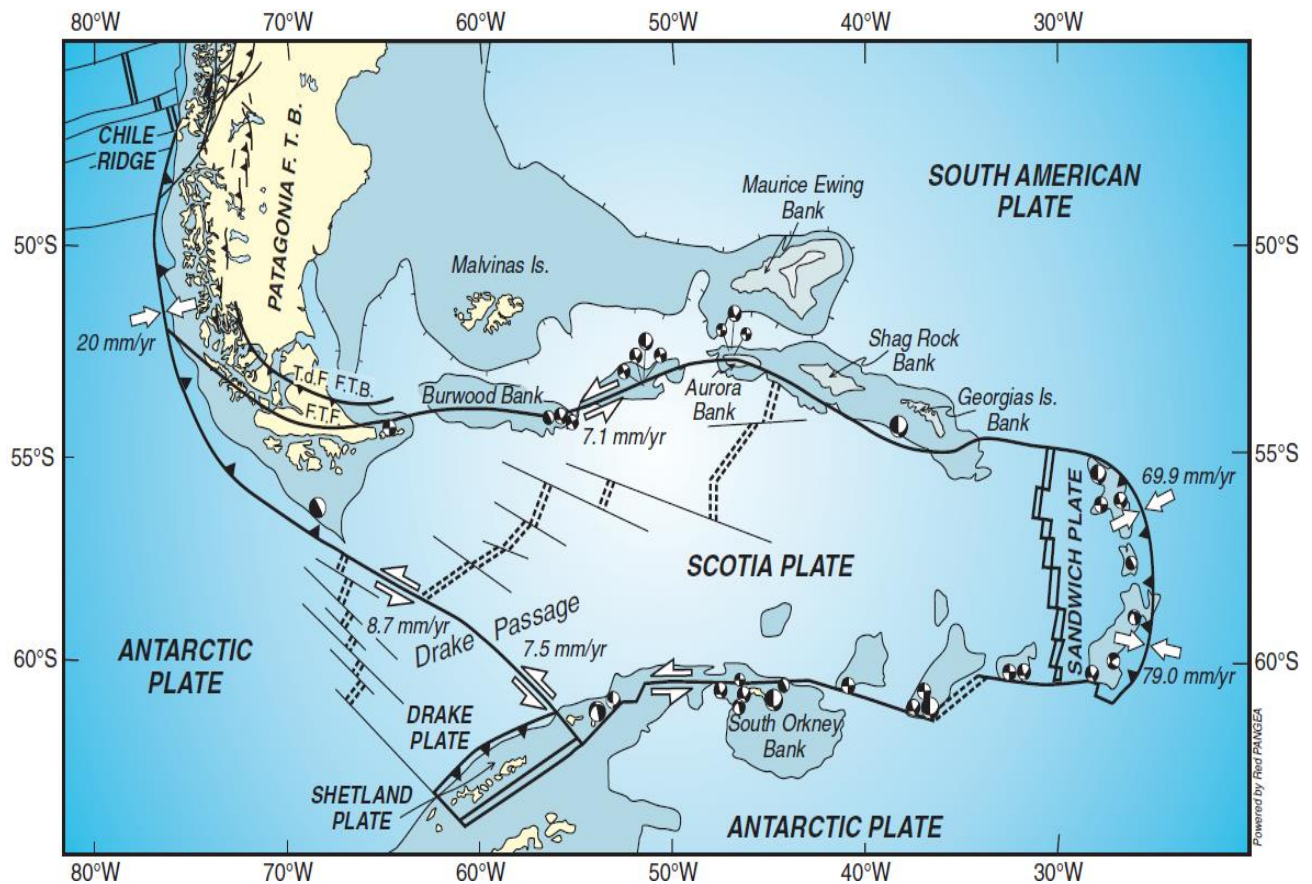 80°W 70°W 60°W 50°W 40°W 30°W
CHILE
RIDGE
PATAGONIA F. T. B.
SOUTH AMERICAN
PLATE
Maurice Ewing
Bank
50°S 50°S
Malvinas Is.
20 mm/yr
Shag Rock
Bank
T.d.F. F.T.B.
Burwood Bank
Aurora
Bank
Georgias Is.
Bank
F.T.F.
7.1 mm/yr
55°S 55°S
69.9 mm/yr
SCOTIA PLATE
SANDWICH PLATE
8.7 mm/yr
Drake Passage
7.5 mm/yr
ANTARCTIC
PLATE
60°S 60°S
79.0 mm/yr
DRAKE
PLATE
South Orkney
Bank
SHETLAND
PLATE
ANTARCTIC PLATE
Powered by Red PANGEA
80°W 70°W 60°W 50°W 40°W 30°W